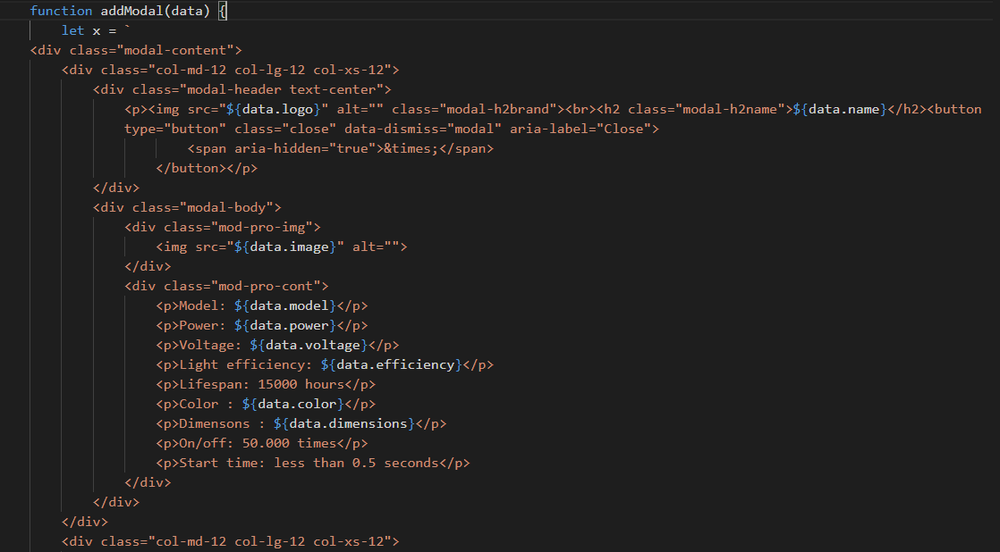 function addModal(data) {
let x = `
<div class="modal-content">
<div class="col-md-12 col-lg-12 col-xs-12">
<div class="modal-header text-center">
<p><img src="${data.logo}" alt="" class="modal-h2brand"><br><h2 class="modal-h2name">${data.name}</h2><button
type="button" class="close" data-dismiss="modal" aria-label="Close">
<span aria-hidden="true">&times;</span>
</button></p>
</div>
<div class="modal-body">
<div class="mod-pro-img">
<img src="${data.image}" alt="">
</div>
<div class="mod-pro-cont">
<p>Model: ${data.model}</p>
<p>Power: ${data.power}</p>
<p>Voltage: ${data.voltage}</p>
<p>Light efficiency: ${data.efficiency}</p>
<p>Lifespan: 15000 hours</p>
<p>Color : ${data.color}</p>
<p>Dimensons : ${data.dimensions}</p>
<p>On/off: 50.000 times</p>
<p>Start time: less than 0.5 seconds</p>
</div>
</div>
</div>
<div class="col-md-12 col-lg-12 col-xs-12">